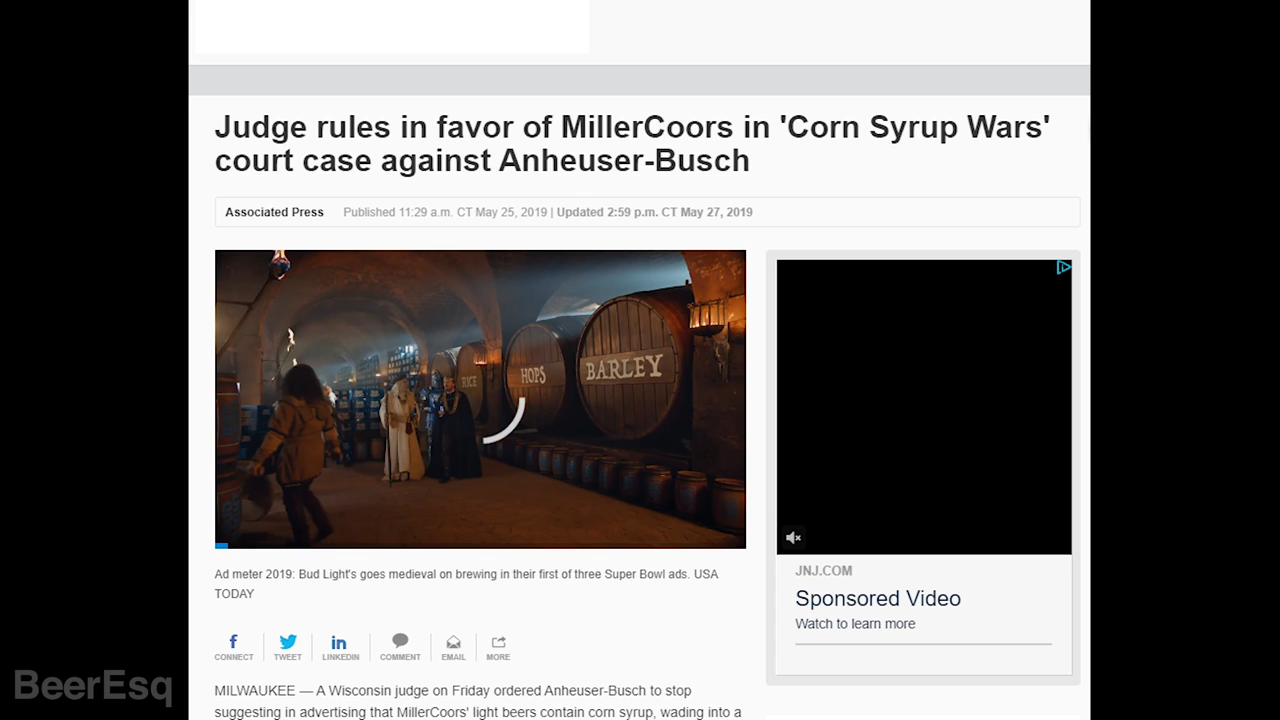 Judge rules in favor of MillerCoors in 'Corn Syrup Wars'
court case against Anheuser-Busch
Associated Press Published 11:29 a.m. CT May 25, 2019 | Updated 2:59 p.m. CT May 27, 2019
RICE
HOPS
BARLEY
Ad meter 2019: Bud Light's goes medieval on brewing in their first of three Super Bowl ads. USA
TODAY
JNJ.COM
Sponsored Video
Watch to learn more
f
in
CONNECT TWEET LINKEDIN COMMENT EMAIL MORE
MILWAUKEE — A Wisconsin judge on Friday ordered Anheuser-Busch to stop
suggesting in advertising that MillerCoors' light beers contain corn syrup, wading into a
BeerEsq